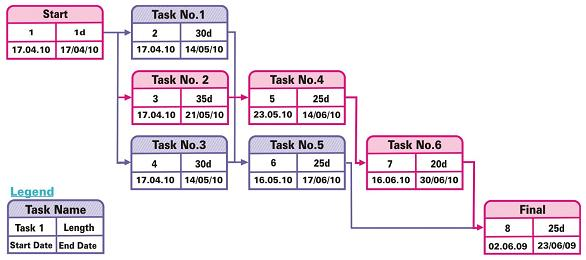 Start
1 1d
17.04.10 17/04/10
Task No.1
2 30d
17.04.10 14/05/10
Task No. 2
3 35d
17.04.10 21/05/10
Task No.3
4 30d
17.04.10 14/05/10
Task No.4
5 25d
23.05.10 14/06/10
Task No.5
6 25d
16.05.10 17/06/10
Task No.6
7 20d
16.06.10 30/06/10
Final
8 25d
02.06.09 23/06/09
Legend
Task Name
Task 1 Length
Start Date End Date